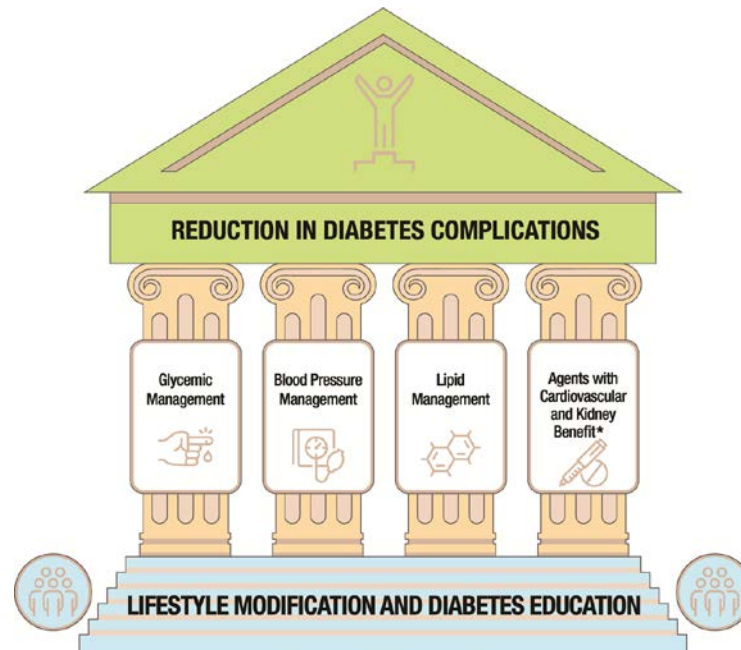 REDUCTION IN DIABETES COMPLICATIONS
Glycemic
Management
Blood Pressure
Management
Lipid
Management
Agents with
Cardiovascular
and Kidney
Benefit*
LIFESTYLE MODIFICATION AND DIABETES EDUCATION